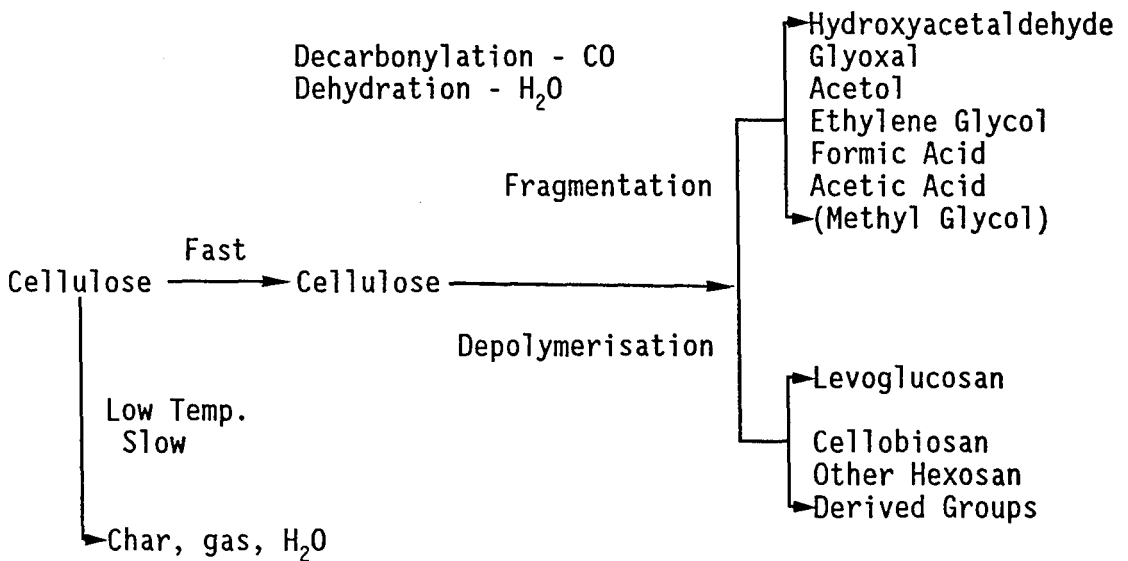 Decarbonylation - CO
Dehydration - H₂O
Hydroxyacetaldehyde
Glyoxal
Acetol
Ethylene Glycol
Formic Acid
Acetic Acid
(Methyl Glycol)
Fragmentation
Fast
Cellulose
Cellulose
Depolymerisation
Levoglucosan
Cellobiosan
Other Hexosan
Derived Groups
Low Temp.
Slow
Char, gas, H₂O